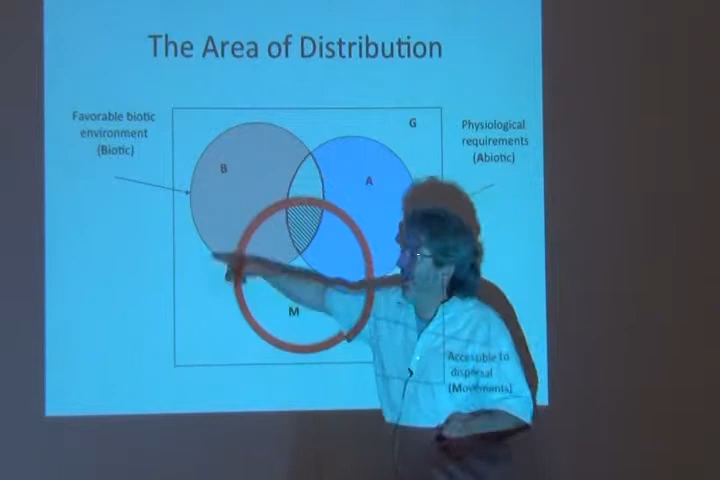 The Area of Distribution
Favorable biotic
environment
(Biotic)
G
Physiological
requirements
(Abiotic)
B
A
M
Accessible to
dispersal
(Movements)